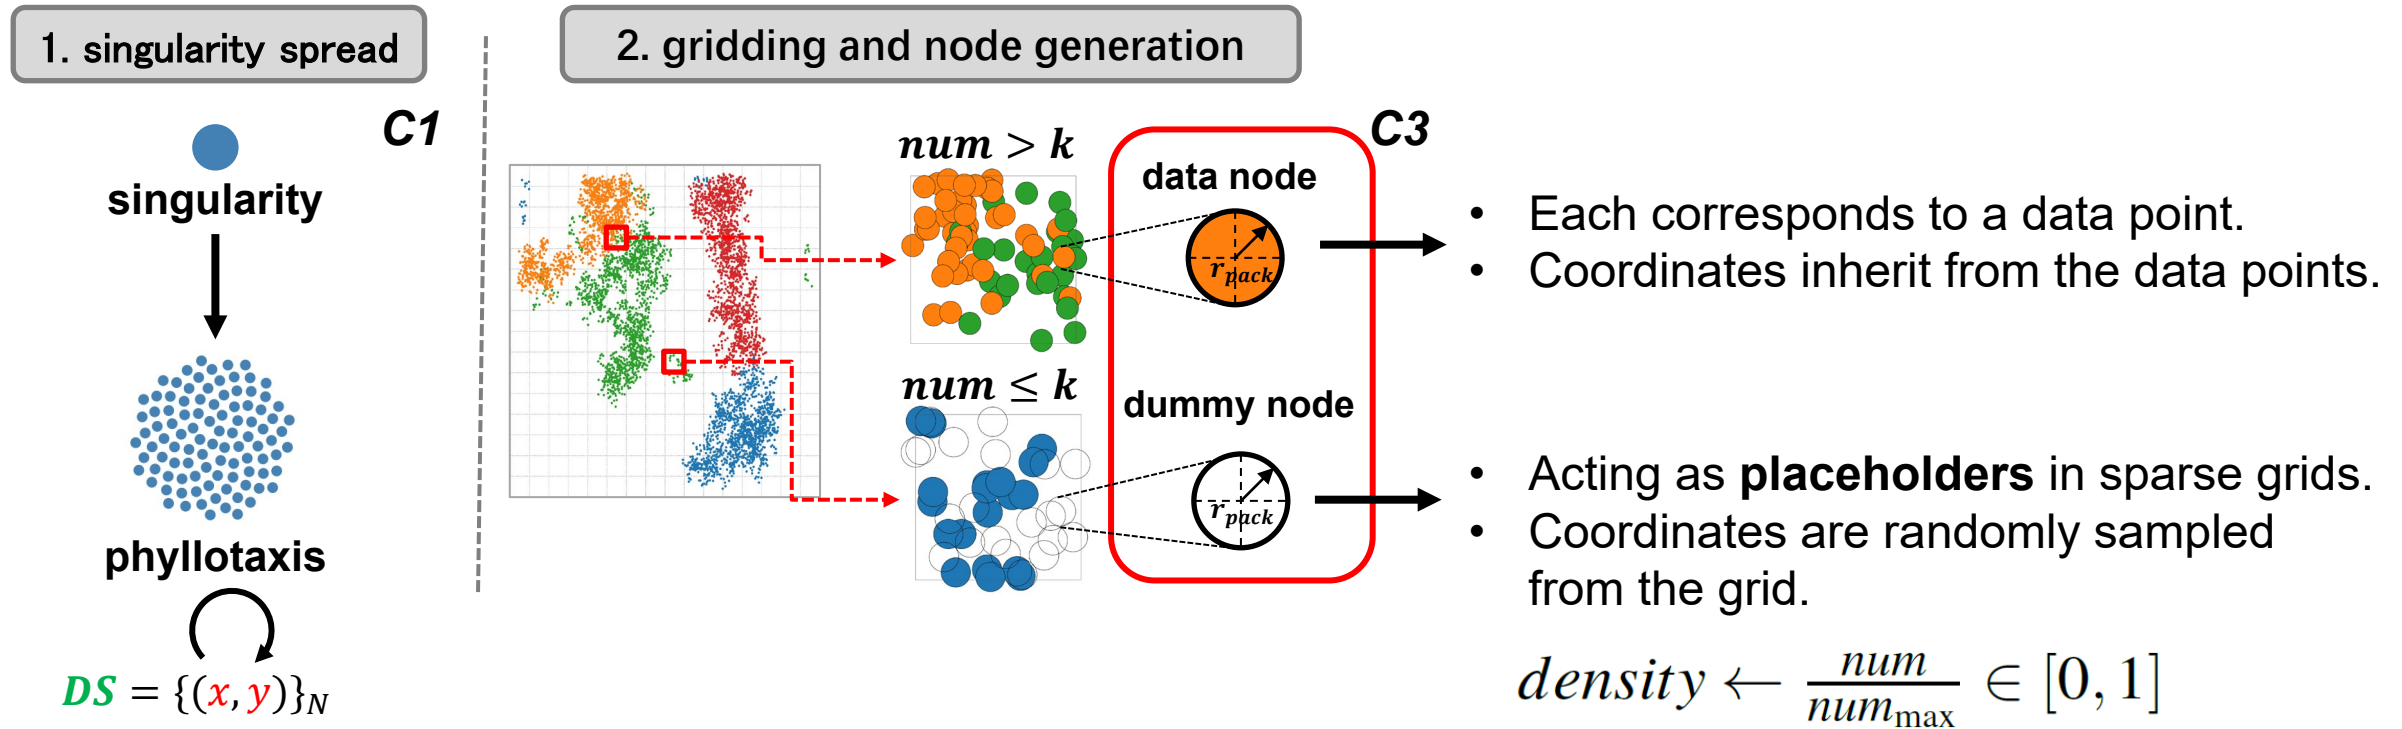 1. singularity spread
C1
singularity
phyllotaxis
DS = {(x, y)}_N
2. gridding and node generation
num > k
num ≤ k
C3
data node
r_pack
dummy node
r_pack
• Each corresponds to a data point.
• Coordinates inherit from the data points.
• Acting as placeholders in sparse grids.
• Coordinates are randomly sampled
from the grid.
density ← num/num_max ∈ [0, 1]